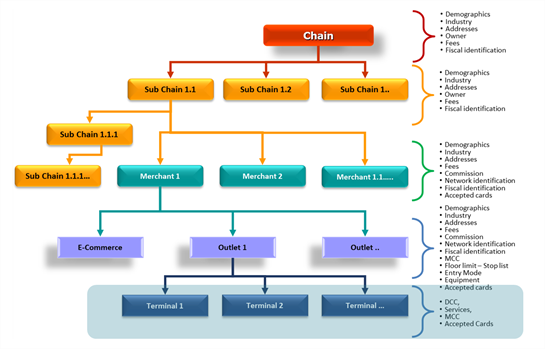 Chain
• Demographics
• Industry
• Addresses
• Owner
• Fees
• Fiscal identification
Sub Chain 1.1
Sub Chain 1.2
Sub Chain 1..
• Demographics
• Industry
• Addresses
• Owner
• Fees
• Fiscal identification
Sub Chain 1.1.1
Sub Chain 1.1.1...
Merchant 1
Merchant 2
Merchant 1.1.....
• Demographics
• Industry
• Addresses
• Fees
• Commission
• Network identification
• Fiscal identification
• Accepted cards
E-Commerce
Outlet 1
Outlet ..
• Demographics
• Industry
• Addresses
• Fees
• Commission
• Network identification
• Fiscal identification
• MCC
• Floor limit – Stop list
• Entry Mode
• Equipment
• Accepted cards
Terminal 1
Terminal 2
Terminal ...
• DCC,
• Services,
• MCC
• Accepted Cards